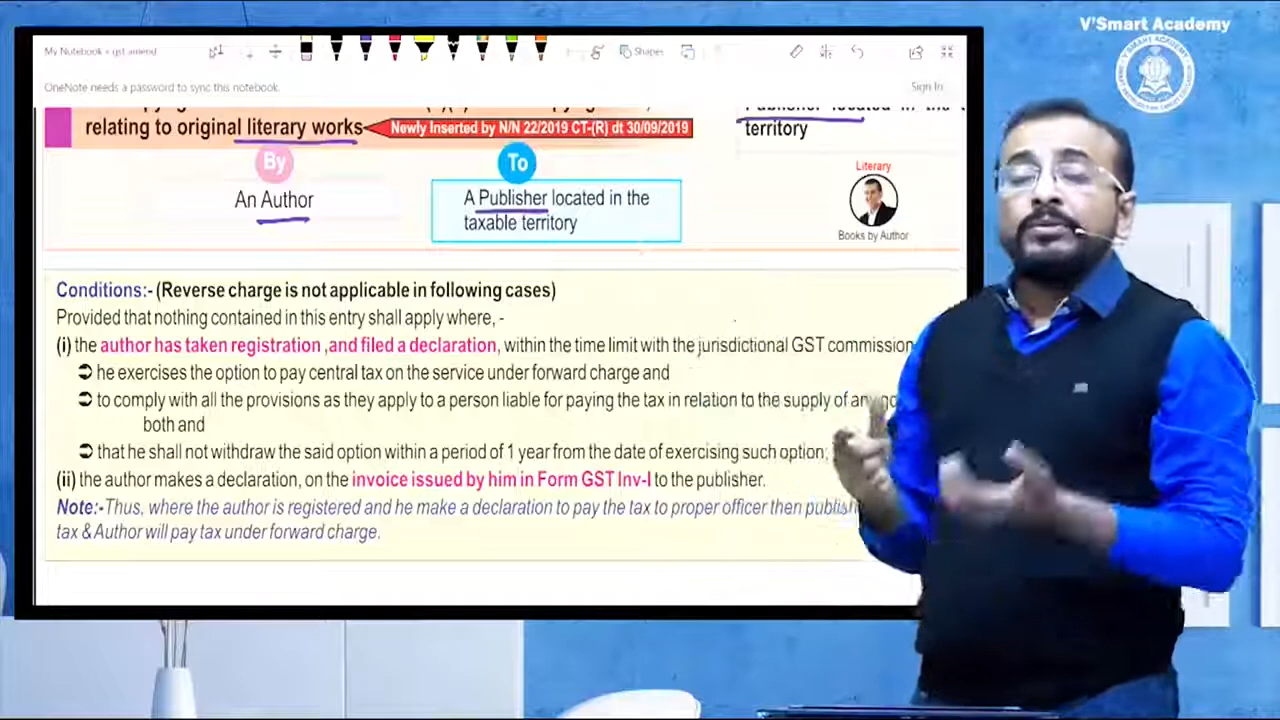 V'Smart Academy
My Notebook - gst amend
Shapes
OneNote needs a password to sync this notebook.
Sign In
Publisher located in the
relating to original literary works
Newly Inserted by N/N 22/2019 CT-(R) dt 30/09/2019
territory
By
To
Literary
An Author
A Publisher located in the
taxable territory
Books by Author
Conditions:- (Reverse charge is not applicable in following cases)
Provided that nothing contained in this entry shall apply where, -
(i) the author has taken registration ,and filed a declaration, within the time limit with the jurisdictional GST commission
he exercises the option to pay central tax on the service under forward charge and
to comply with all the provisions as they apply to a person liable for paying the tax in relation to the supply of any
both and
that he shall not withdraw the said option within a period of 1 year from the date of exercising such option;
(ii) the author makes a declaration, on the invoice issued by him in Form GST Inv-I to the publisher.
Note:-Thus, where the author is registered and he make a declaration to pay the tax to proper officer then publish
tax & Author will pay tax under forward charge.